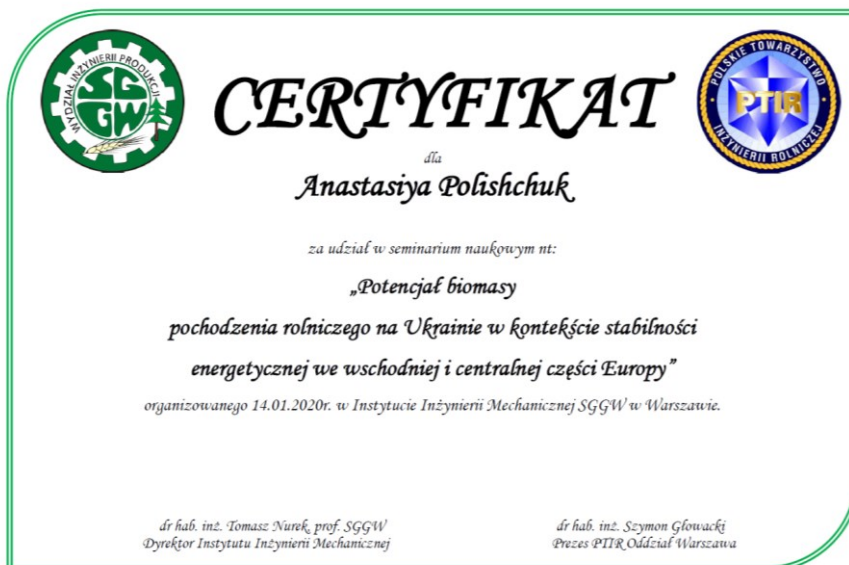 WYDZIAŁ INŻYNIERII PRODUKCJI
SGGW
CERTYFIKAT
POLSKIE TOWARZYSTWO
PTIR
INŻYNIERII ROLNICZEJ
dla
Anastasiya Polishchuk
za udział w seminarium naukowym nt:
„Potencjał biomasy
pochodzenia rolniczego na Ukrainie w kontekście stabilności
energetycznej we wschodniej i centralnej części Europy”
organizowanego 14.01.2020r. w Instytucie Inżynierii Mechanicznej SGGW w Warszawie.
dr hab. inż. Tomasz Nurek, prof. SGGW
Dyrektor Instytutu Inżynierii Mechanicznej
dr hab. inż. Szymon Głowacki
Prezes PTIR Oddział Warszawa